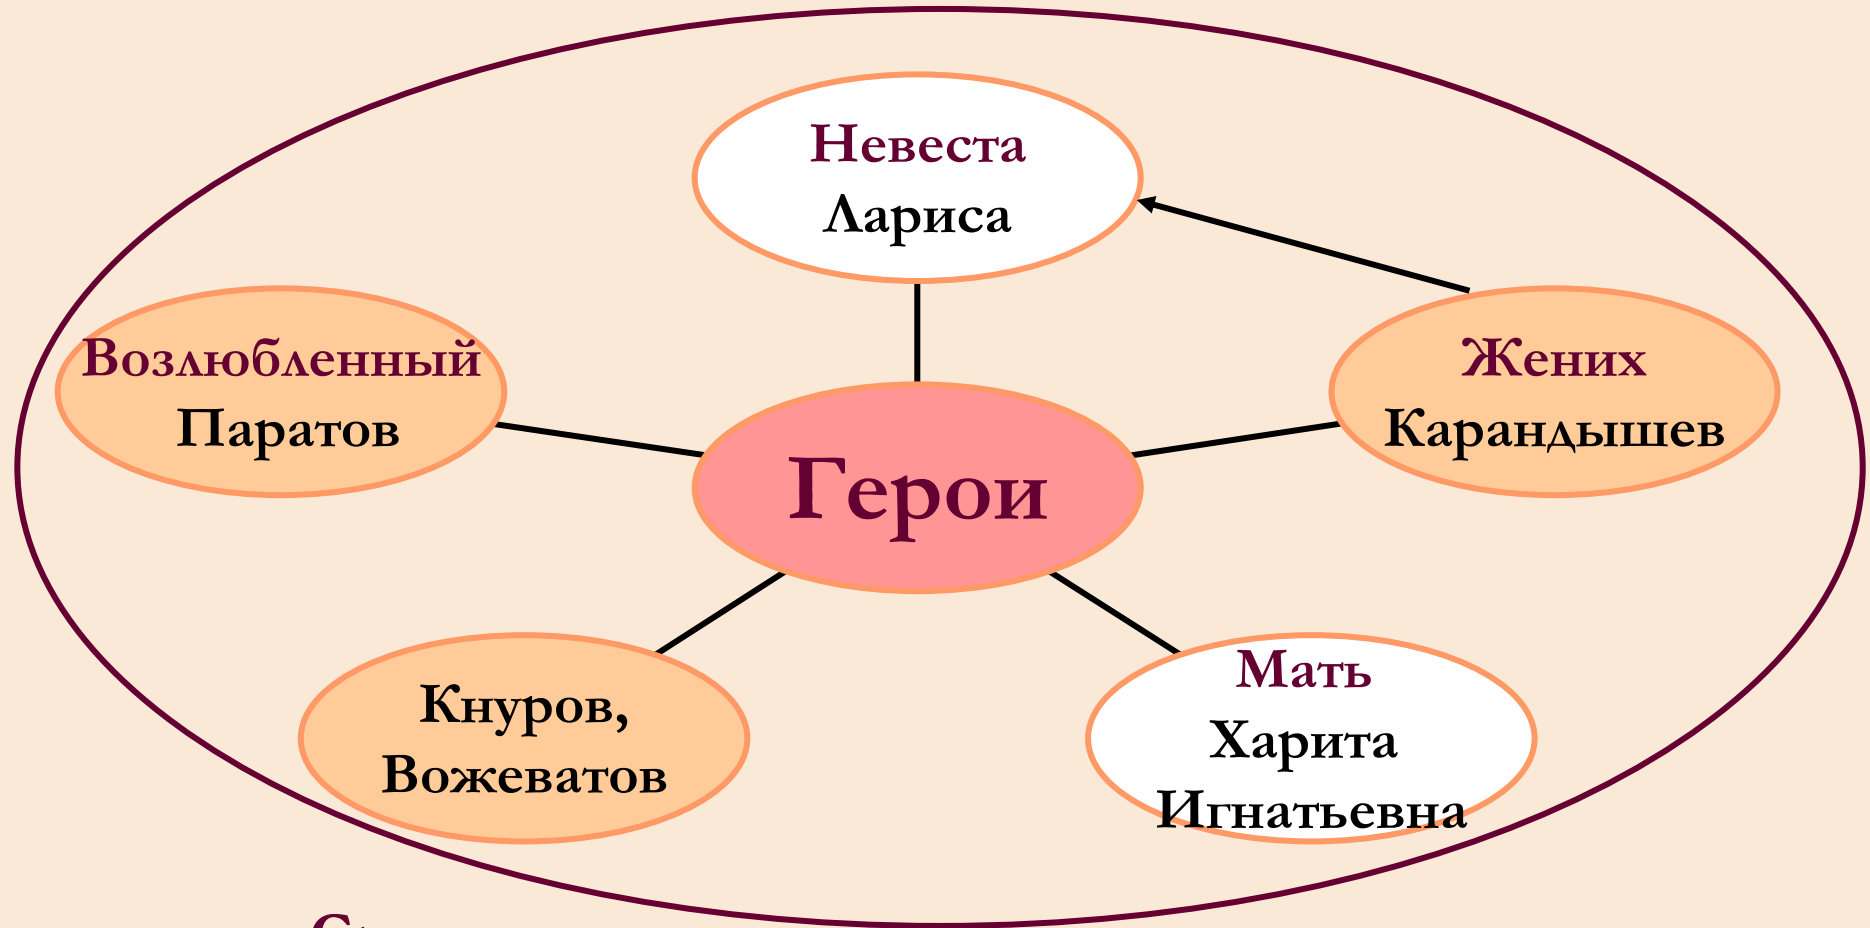 Невеста
Лариса
Возлюбленный
Паратов
Жених
Карандышев
Герои
Кнуров,
Вожеватов
Мать
Харита
Игнатьевна